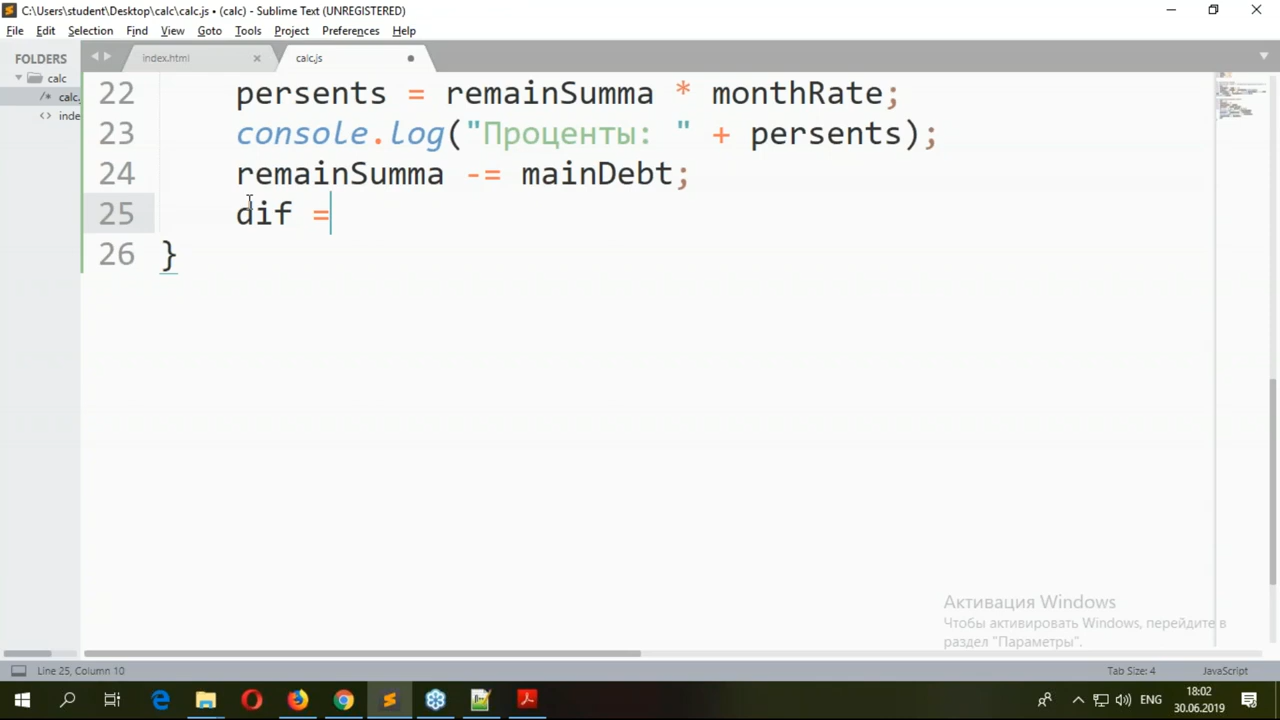 C:\Users\student\Desktop\calc\calc.js • (calc) - Sublime Text (UNREGISTERED)
File Edit Selection Find View Goto Tools Project Preferences Help
FOLDERS
calc
/* calc.
<> inde
index.html
calc.js
22 persents = remainSumma * monthRate;
23 console.log("Проценты: " + persents);
24 remainSumma -= mainDebt;
25 dif =
26 }
Активация Windows
Чтобы активировать Windows, перейдите в
раздел "Параметры".
Line 25, Column 10
Tab Size: 4
JavaScript
ENG
18:02
30.06.2019